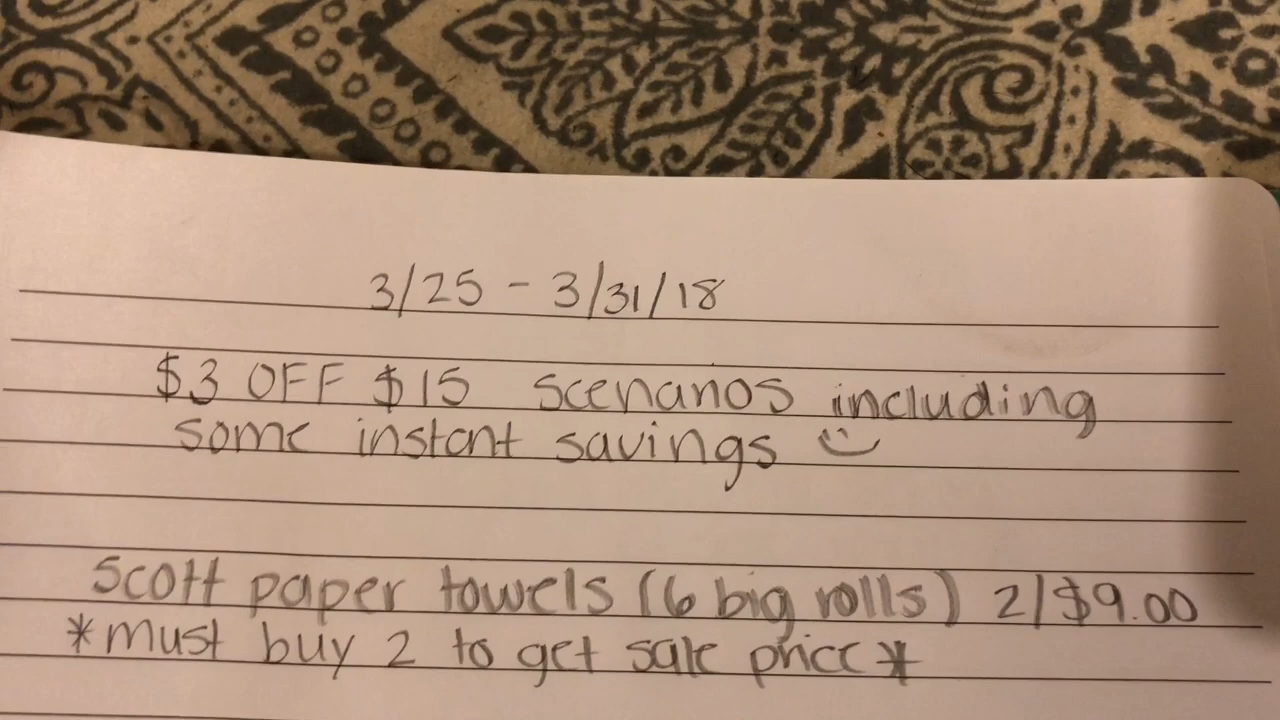 3/25 - 3/31/18
$3 OFF $15 scenarios including
some instant savings
Scott paper towels (6 big rolls) 2/$9.00
*must buy 2 to get sale price*